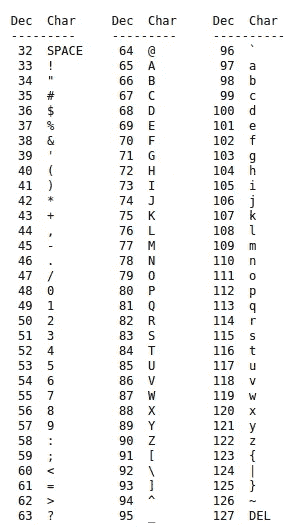 Dec  Char    Dec  Char     Dec  Char
---------    ---------     ----------
 32  SPACE    64  @         96  `
 33  !        65  A         97  a
 34  "        66  B         98  b
 35  #        67  C         99  c
 36  $        68  D        100  d
 37  %        69  E        101  e
 38  &        70  F        102  f
 39  '        71  G        103  g
 40  (        72  H        104  h
 41  )        73  I        105  i
 42  *        74  J        106  j
 43  +        75  K        107  k
 44  ,        76  L        108  l
 45  -        77  M        109  m
 46  .        78  N        110  n
 47  /        79  O        111  o
 48  0        80  P        112  p
 49  1        81  Q        113  q
 50  2        82  R        114  r
 51  3        83  S        115  s
 52  4        84  T        116  t
 53  5        85  U        117  u
 54  6        86  V        118  v
 55  7        87  W        119  w
 56  8        88  X        120  x
 57  9        89  Y        121  y
 58  :        90  Z        122  z
 59  ;        91  [        123  {
 60  <        92  \        124  |
 61  =        93  ]        125  }
 62  >        94  ^        126  ~
 63  ?        95  _        127  DEL